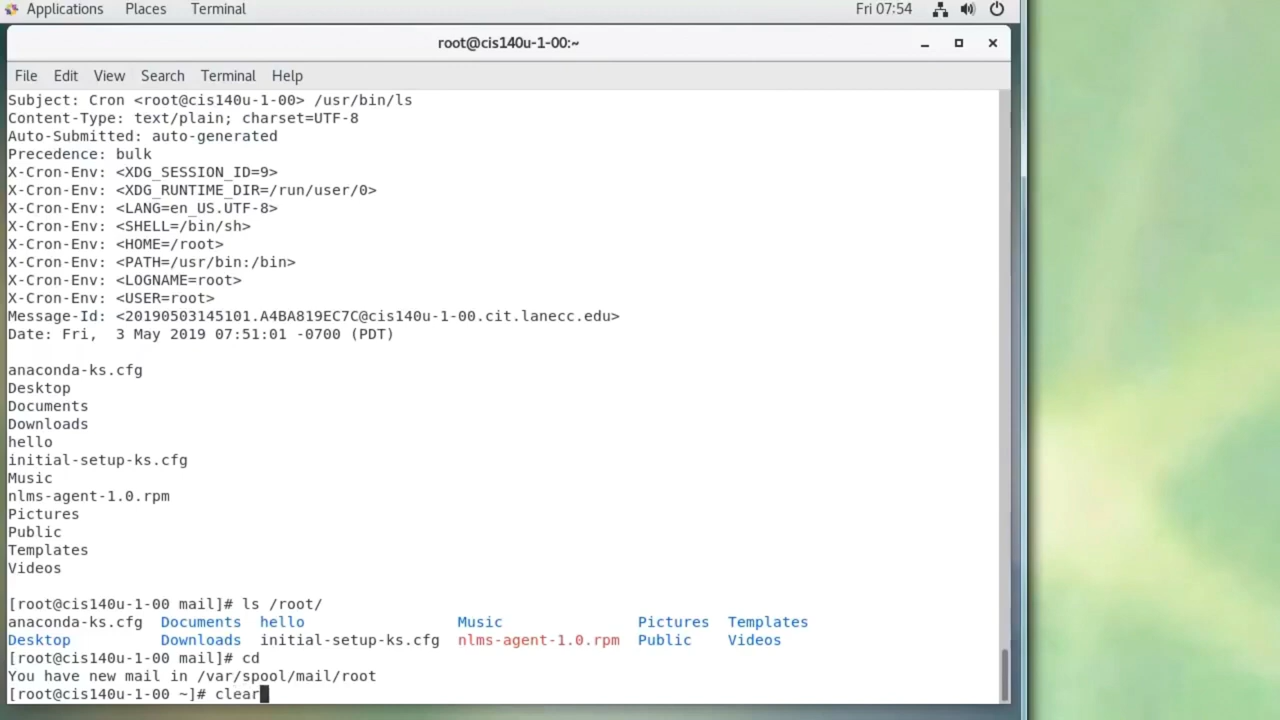 Applications Places Terminal Fri 07:54
root@cis140u-1-00:~
File Edit View Search Terminal Help
Subject: Cron <root@cis140u-1-00> /usr/bin/ls
Content-Type: text/plain; charset=UTF-8
Auto-Submitted: auto-generated
Precedence: bulk
X-Cron-Env: <XDG_SESSION_ID=9>
X-Cron-Env: <XDG_RUNTIME_DIR=/run/user/0>
X-Cron-Env: <LANG=en_US.UTF-8>
X-Cron-Env: <SHELL=/bin/sh>
X-Cron-Env: <HOME=/root>
X-Cron-Env: <PATH=/usr/bin:/bin>
X-Cron-Env: <LOGNAME=root>
X-Cron-Env: <USER=root>
Message-Id: <20190503145101.A4BA819EC7C@cis140u-1-00.cit.lanecc.edu>
Date: Fri,  3 May 2019 07:51:01 -0700 (PDT)
anaconda-ks.cfg
Desktop
Documents
Downloads
hello
initial-setup-ks.cfg
Music
nlms-agent-1.0.rpm
Pictures
Public
Templates
Videos
[root@cis140u-1-00 mail]# ls /root/
anaconda-ks.cfg  Documents  hello                 Music               Pictures  Templates
Desktop          Downloads  initial-setup-ks.cfg  nlms-agent-1.0.rpm  Public    Videos
[root@cis140u-1-00 mail]# cd
You have new mail in /var/spool/mail/root
[root@cis140u-1-00 ~]# clear